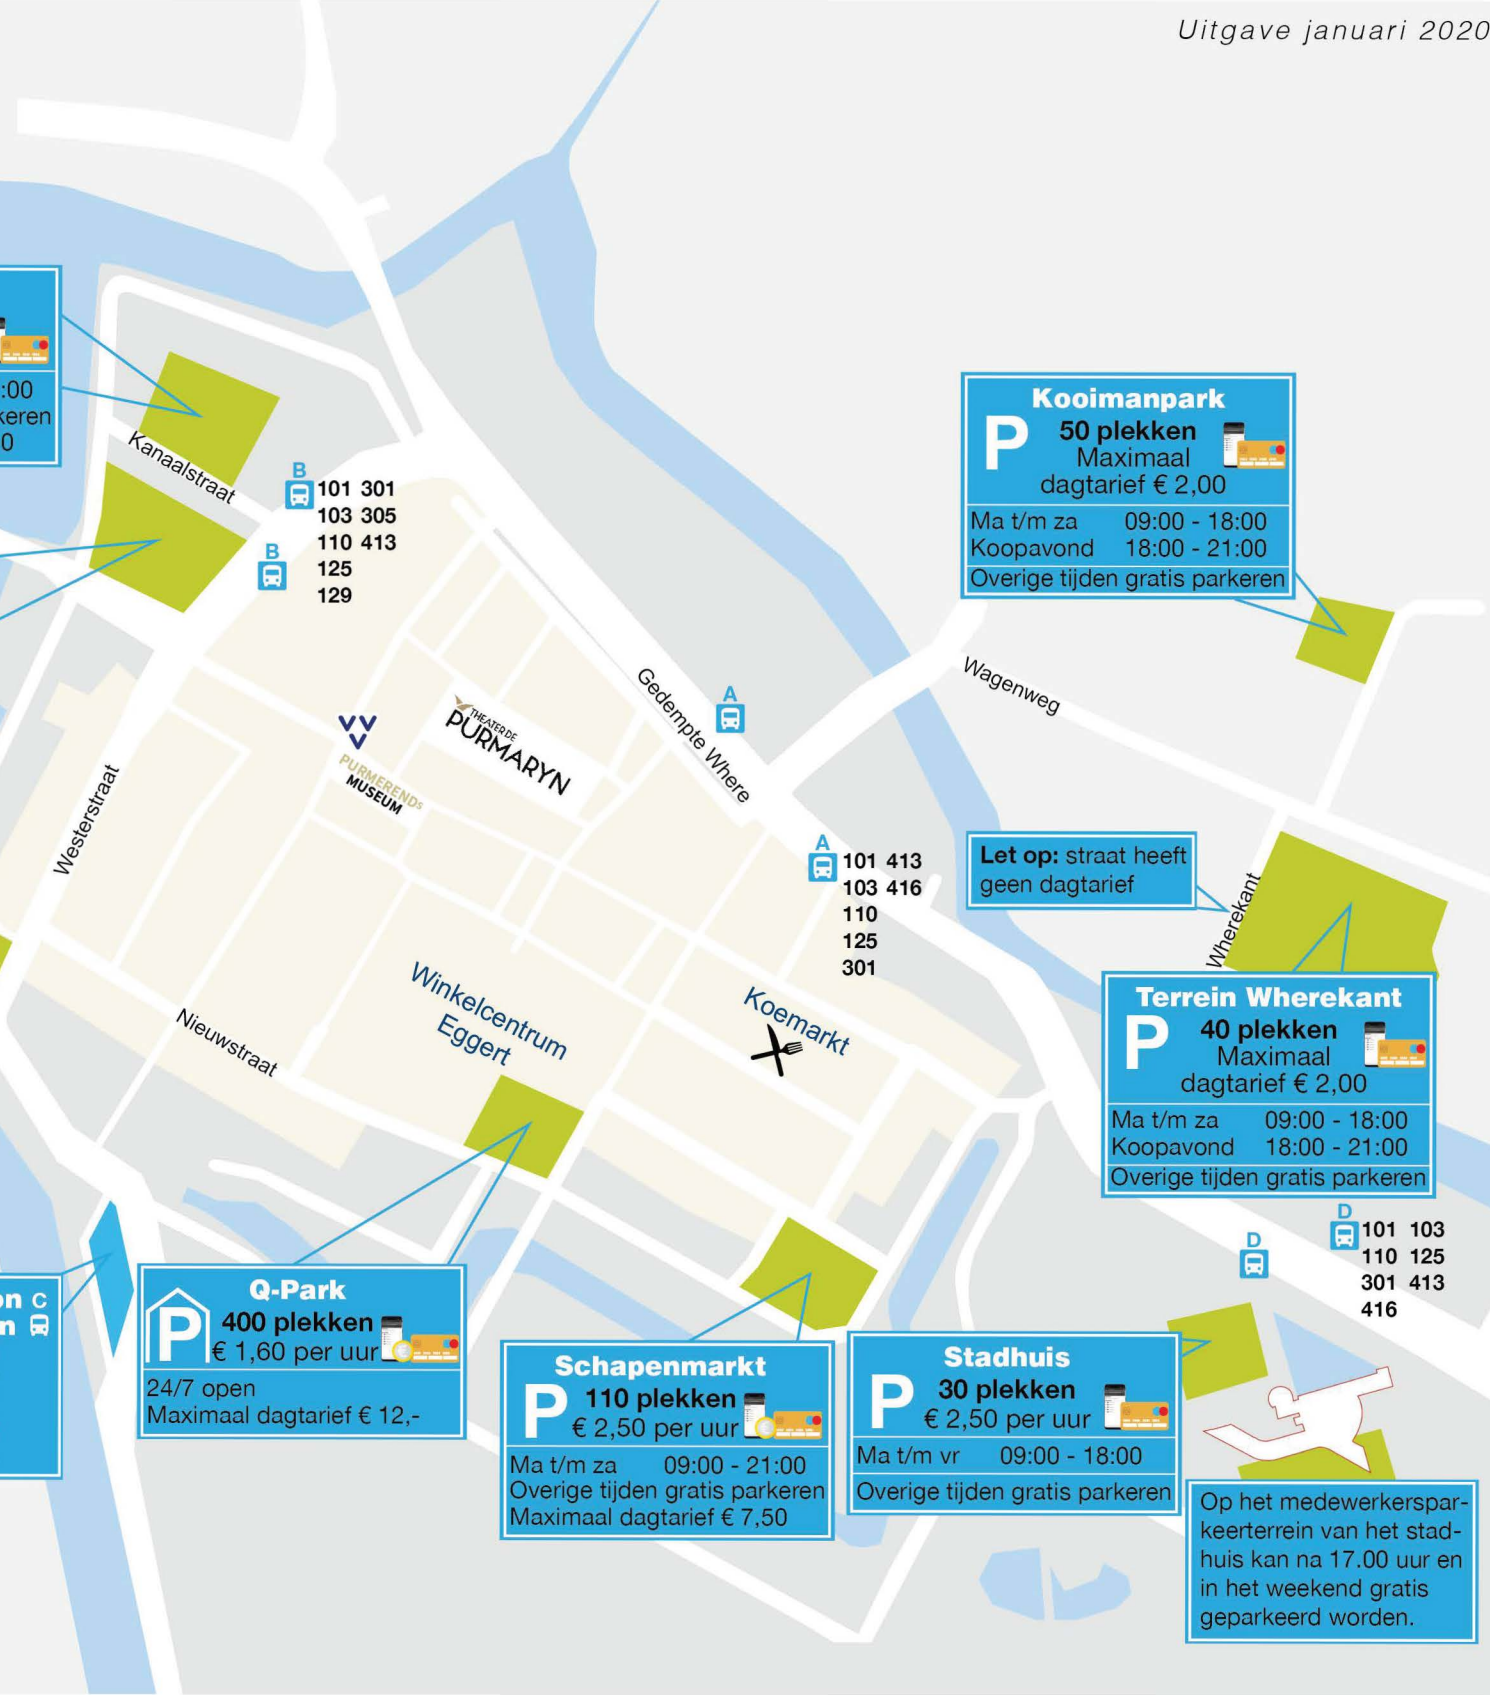 Uitgave januari 2020
:00
keren
0
Kanaalstraat
B
101 301
103 305
110 413
B
125
129
Kooimanpark
P
50 plekken
Maximaal
dagtarief € 2,00
Ma t/m za 09:00 - 18:00
Koopavond 18:00 - 21:00
Overige tijden gratis parkeren
Wagenweg
Gedempte Where
A
THEATER DE
PURMARYN
VVV
PURMERENDS
MUSEUM
Westerstraat
A
101 413
103 416
110
125
301
Let op: straat heeft
geen dagtarief
Wherekant
Terrein Wherekant
P
40 plekken
Maximaal
dagtarief € 2,00
Ma t/m za 09:00 - 18:00
Koopavond 18:00 - 21:00
Overige tijden gratis parkeren
Winkelcentrum
Eggert
Koemarkt
Nieuwstraat
D
D
101 103
110 125
301 413
416
on C
n
Q-Park
P
400 plekken
€ 1,60 per uur
24/7 open
Maximaal dagtarief € 12,-
Schapenmarkt
P
110 plekken
€ 2,50 per uur
Ma t/m za 09:00 - 21:00
Overige tijden gratis parkeren
Maximaal dagtarief € 7,50
Stadhuis
P
30 plekken
€ 2,50 per uur
Ma t/m vr 09:00 - 18:00
Overige tijden gratis parkeren
Op het medewerkerspar-
keerterrein van het stad-
huis kan na 17.00 uur en
in het weekend gratis
geparkeerd worden.